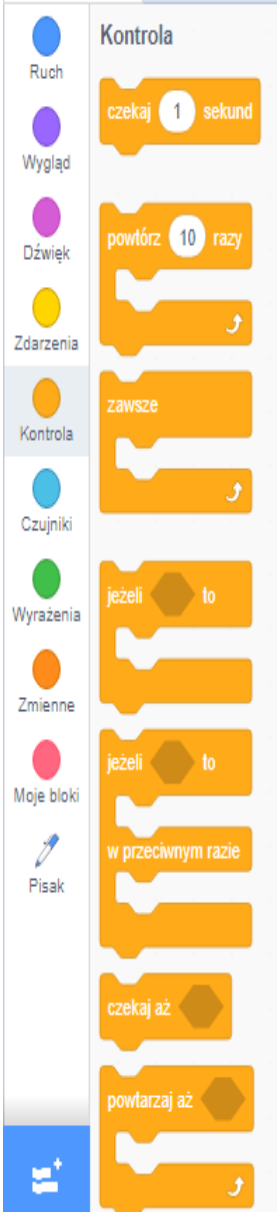 Ruch
Wygląd
Dźwięk
Zdarzenia
Kontrola
Czujniki
Wyrażenia
Zmienne
Moje bloki
Pisak
Kontrola
czekaj 1 sekund
powtórz 10 razy
zawsze
jeżeli to
jeżeli to
w przeciwnym razie
czekaj aż
powtarzaj aż